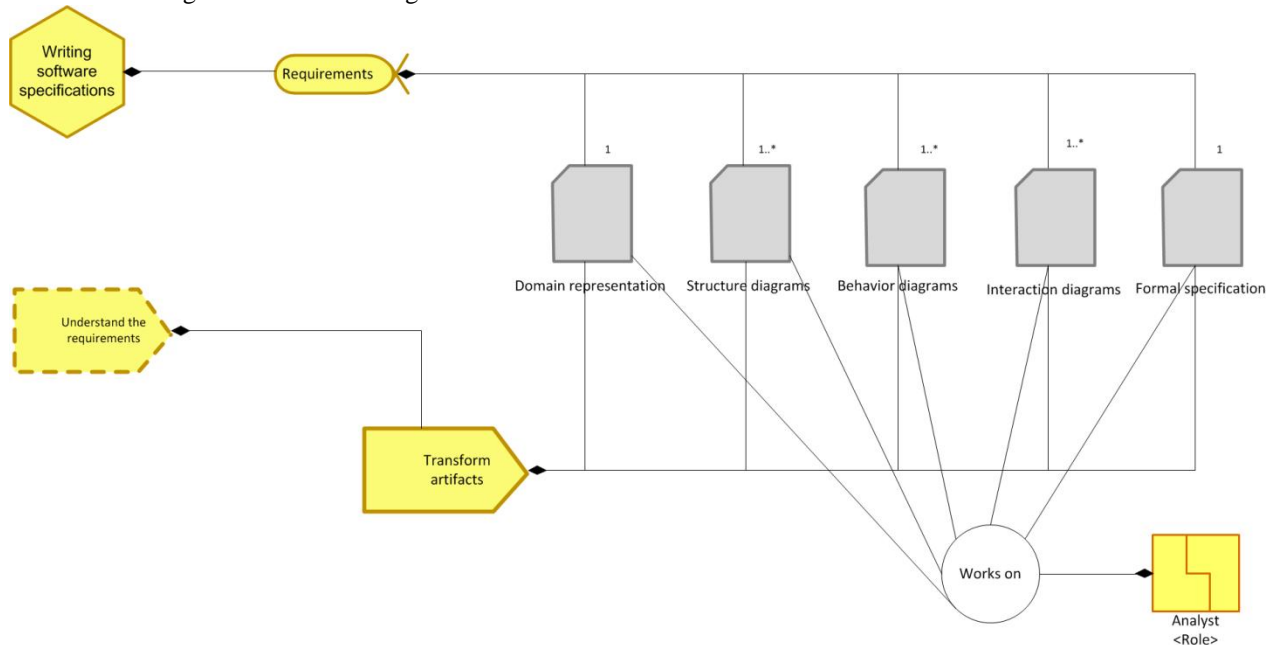 Writing
software
specifications
Requirements
1
1..*
1..*
1..*
1
Domain representation
Structure diagrams
Behavior diagrams
Interaction diagrams
Formal specification
Understand the
requirements
Transform
artifacts
Works on
Analyst
<Role>